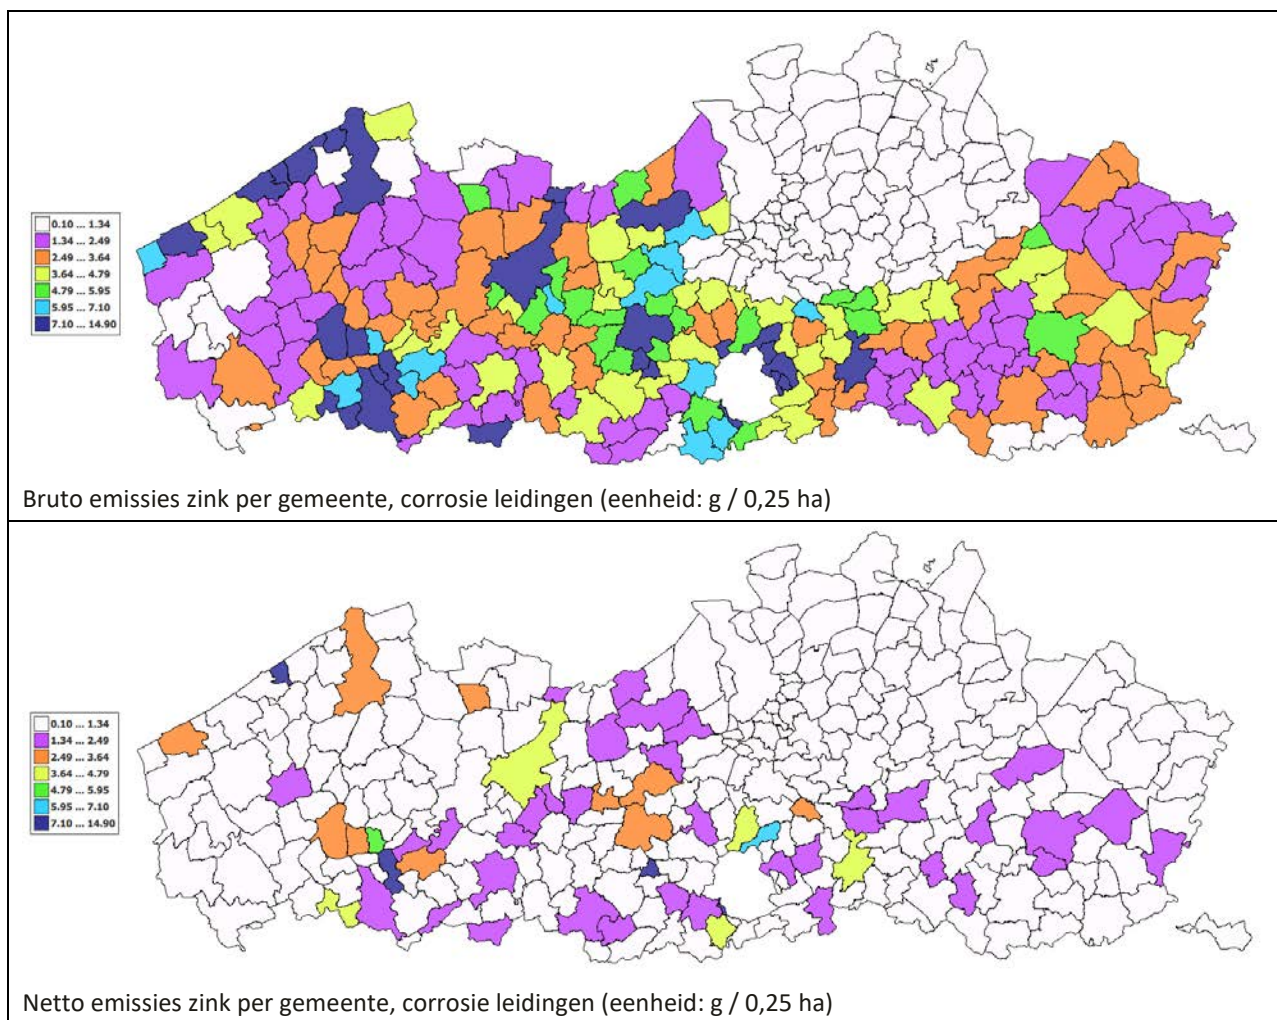 0.10 ... 1.34
1.34 ... 2.49
2.49 ... 3.64
3.64 ... 4.79
4.79 ... 5.95
5.95 ... 7.10
7.10 ... 14.90
Bruto emissies zink per gemeente, corrosie leidingen (eenheid: g / 0,25 ha)
0.10 ... 1.34
1.34 ... 2.49
2.49 ... 3.64
3.64 ... 4.79
4.79 ... 5.95
5.95 ... 7.10
7.10 ... 14.90
Netto emissies zink per gemeente, corrosie leidingen (eenheid: g / 0,25 ha)